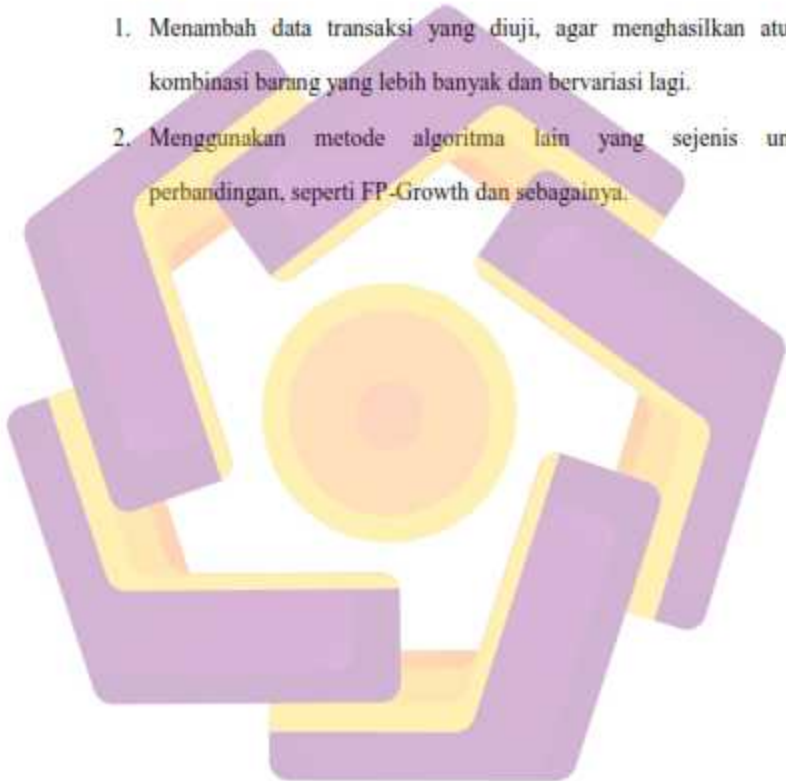 1. Menambah data transaksi yang diuji, agar menghasilkan atu
kombinasi barang yang lebih banyak dan bervariasi lagi.
2. Menggunakan metode algoritma lain yang sejenis un
perbandingan, seperti FP-Growth dan sebagainya.